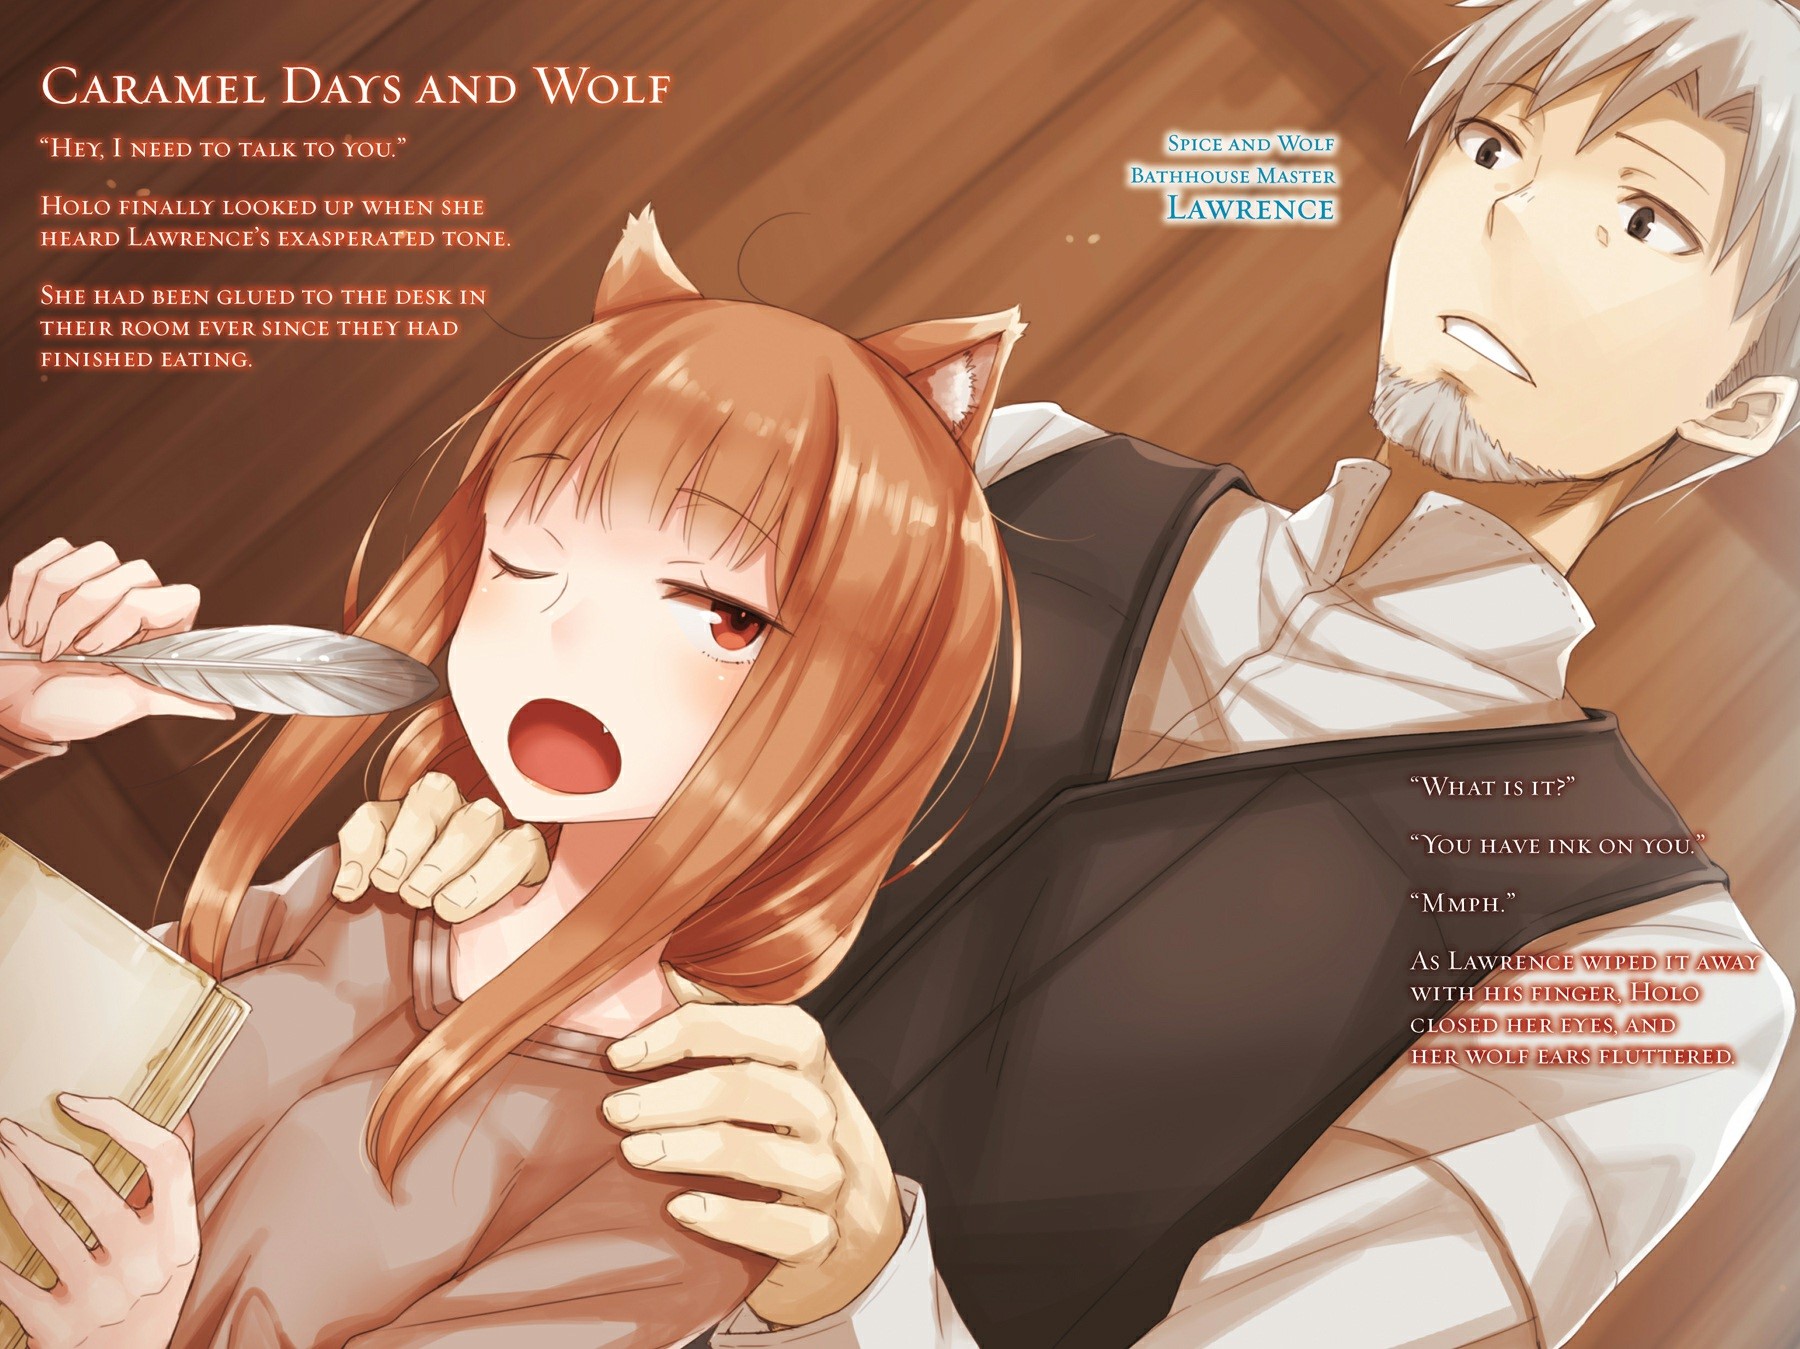 Caramel Days and Wolf
“Hey, I need to talk to you.”
Holo finally looked up when she
heard Lawrence’s exasperated tone.
She had been glued to the desk in
their room ever since they had
finished eating.
Spice and Wolf
Bathhouse Master
Lawrence
“What is it?”
“You have ink on you.”
“Mmph.”
As Lawrence wiped it away
with his finger, Holo
closed her eyes, and
her wolf ears fluttered.